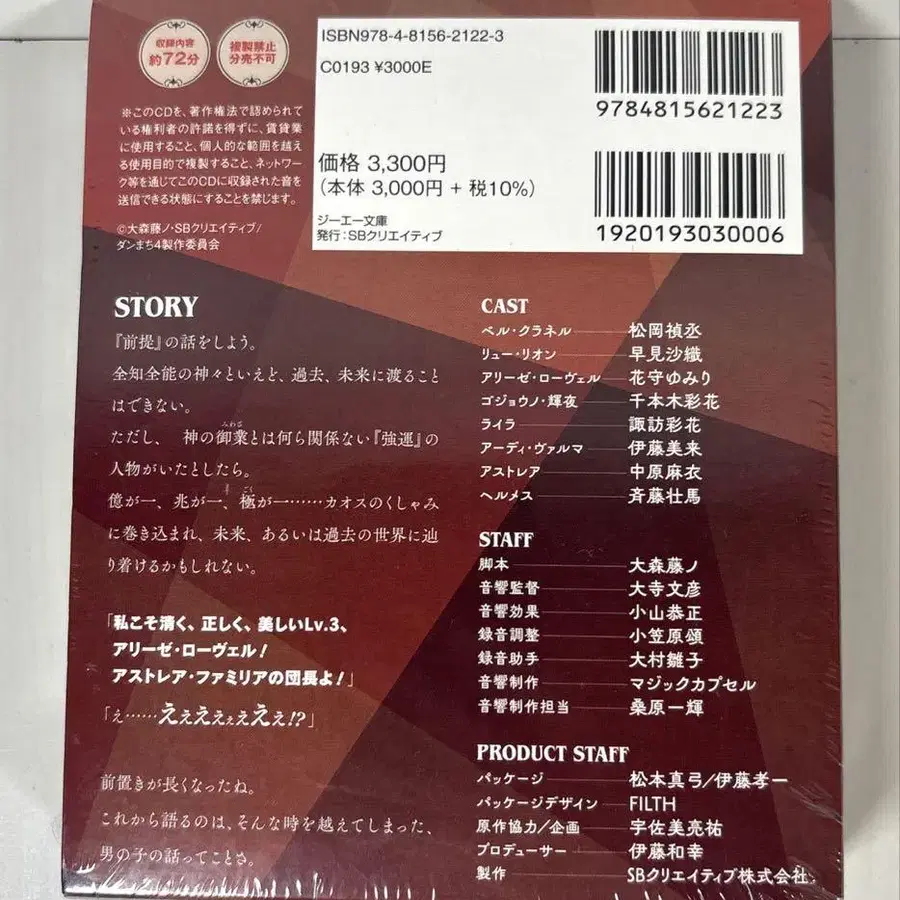 収録内容
約72分
複製禁止
分売不可
※このCDを、著作権法で認められて
いる権利者の許諾を得ずに、賃貸業
に使用すること、個人的な範囲を越え
る使用目的で複製すること、ネットワー
ク等を通じてこのCDに収録された音を
送信できる状態にすることを禁じます。
©大森藤ノ・SBクリエイティブ/
ダンまち4製作委員会
ISBN978-4-8156-2122-3
C0193 ¥3000E
9784815621223
価格 3,300円
(本体 3,000円 + 税10%)
ジーエー文庫
発行:SBクリエイティブ
1920193030006
STORY
『前提』の話をしよう。
全知全能の神々といえど、過去、未来に渡ること
はできない。
ただし、 神の御業とは何ら関係ない『強運』の
みわざ
人物がいたとしたら。
億が一、兆が一、極が一……カオスのくしゃみ
に巻き込まれ、未来、あるいは過去の世界に辿
り着けるかもしれない。
「私こそ清く、正しく、美しいLv.3、
アリーゼ・ローヴェル!
アストレア・ファミリアの団長よ!」
「え……えぇえぇぇえぇ!?」
前置きが長くなったね。
これから語るのは、そんな時を越えてしまった、
男の子の話ってことさ。
CAST
ベル・クラネル 松岡禎丞
リュー・リオン 早見沙織
アリーゼ・ローヴェル 花守ゆみり
ゴジョウノ・輝夜 千本木彩花
ライラ 諏訪彩花
アーディ・ヴァルマ 伊藤美来
アストレア 中原麻衣
ヘルメス 斉藤壮馬
STAFF
脚本 大森藤ノ
音響監督 大寺文彦
音響効果 小山恭正
録音調整 小笠原頌
録音助手 大村雛子
音響制作 マジックカプセル
音響制作担当 桑原一輝
PRODUCT STAFF
パッケージ 松本真弓/伊藤孝一
パッケージデザイン FILTH
原作協力/企画 宇佐美亮祐
プロデューサー 伊藤和幸
製作 SBクリエイティブ株式会社